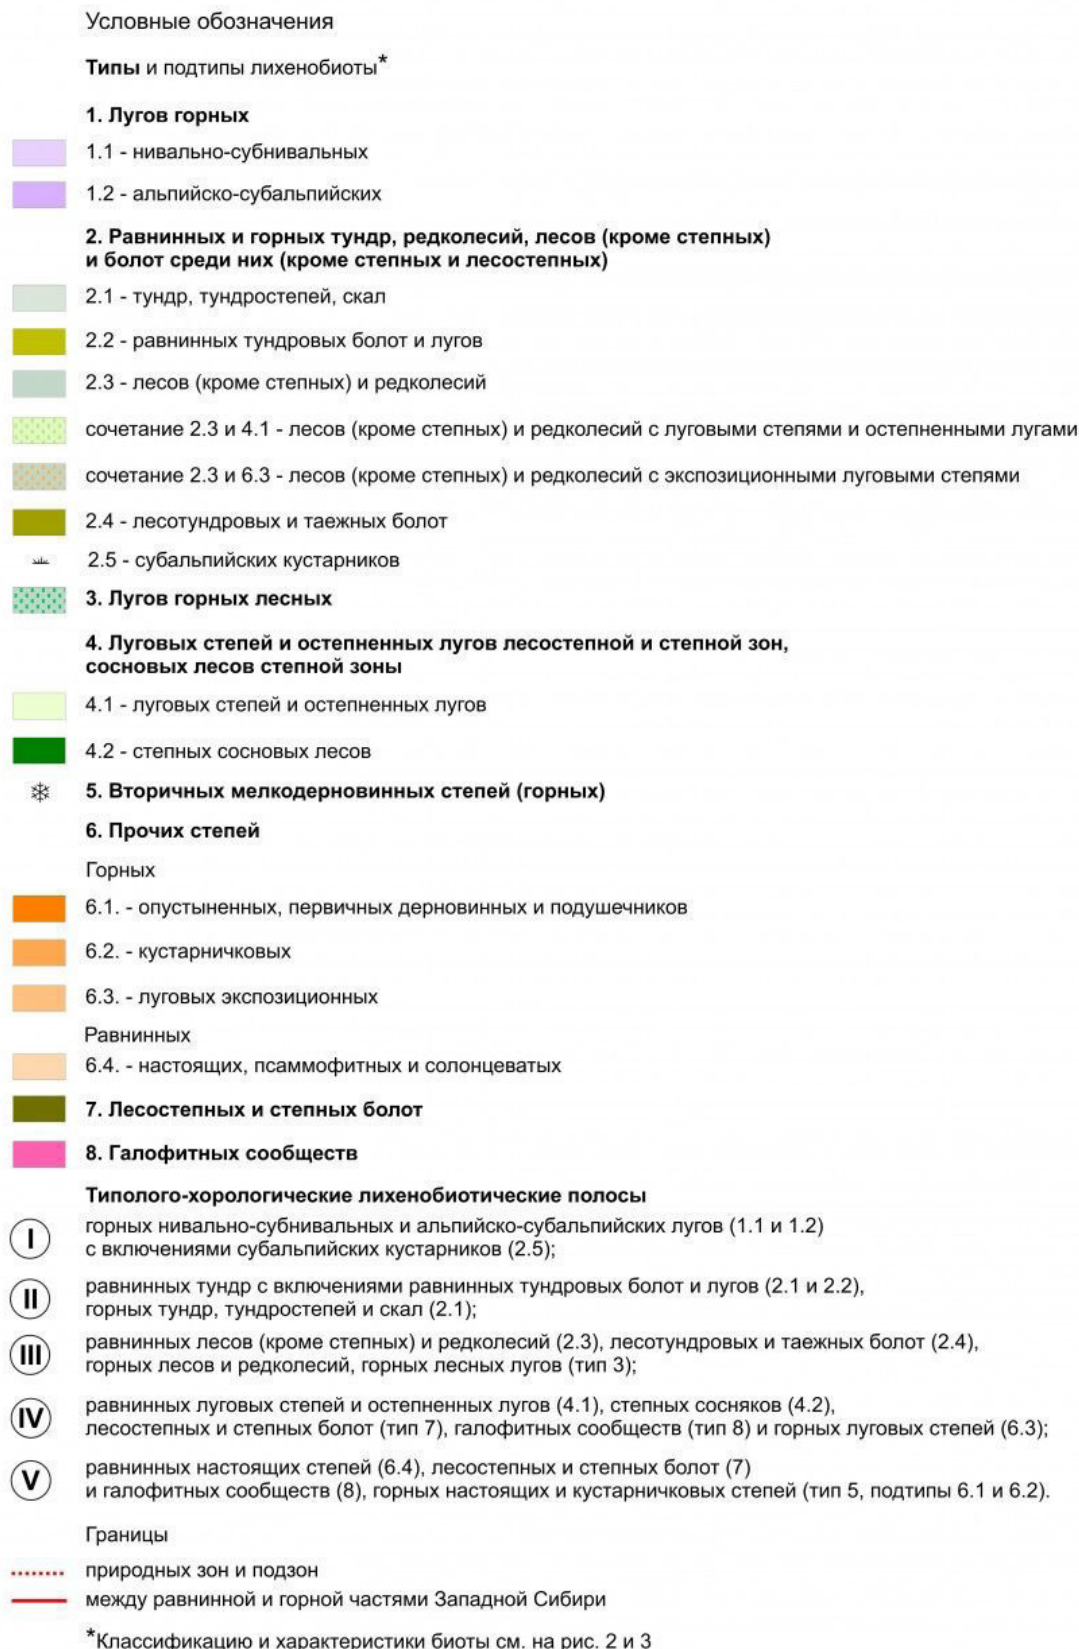 Условные обозначения
Типы и подтипы лихенобиоты*
1. Лугов горных
1.1 - нивально-субнивальных
1.2 - альпийско-субальпийских
2. Равнинных и горных тундр, редколесий, лесов (кроме степных)
и болот среди них (кроме степных и лесостепных)
2.1 - тундр, тундростепей, скал
2.2 - равнинных тундровых болот и лугов
2.3 - лесов (кроме степных) и редколесий
сочетание 2.3 и 4.1 - лесов (кроме степных) и редколесий с луговыми степями и остепненными лугами
сочетание 2.3 и 6.3 - лесов (кроме степных) и редколесий с экспозиционными луговыми степями
2.4 - лесотундровых и таежных болот
2.5 - субальпийских кустарников
3. Лугов горных лесных
4. Луговых степей и остепненных лугов лесостепной и степной зон,
сосновых лесов степной зоны
4.1 - луговых степей и остепненных лугов
4.2 - степных сосновых лесов
5. Вторичных мелкодерновинных степей (горных)
6. Прочих степей
Горных
6.1. - опустыненных, первичных дерновинных и подушечников
6.2. - кустарничковых
6.3. - луговых экспозиционных
Равнинных
6.4. - настоящих, псаммофитных и солонцеватых
7. Лесостепных и степных болот
8. Галофитных сообществ
Типолого-хорологические лихенобиотические полосы
I горных нивально-субнивальных и альпийско-субальпийских лугов (1.1 и 1.2)
с включениями субальпийских кустарников (2.5);
II равнинных тундр с включениями равнинных тундровых болот и лугов (2.1 и 2.2),
горных тундр, тундростепей и скал (2.1);
III равнинных лесов (кроме степных) и редколесий (2.3), лесотундровых и таежных болот (2.4),
горных лесов и редколесий, горных лесных лугов (тип 3);
IV равнинных луговых степей и остепненных лугов (4.1), степных сосняков (4.2),
лесостепных и степных болот (тип 7), галофитных сообществ (тип 8) и горных луговых степей (6.3);
V равнинных настоящих степей (6.4), лесостепных и степных болот (7)
и галофитных сообществ (8), горных настоящих и кустарничковых степей (тип 5, подтипы 6.1 и 6.2).
Границы
природных зон и подзон
между равнинной и горной частями Западной Сибири
*Классификацию и характеристики биоты см. на рис. 2 и 3